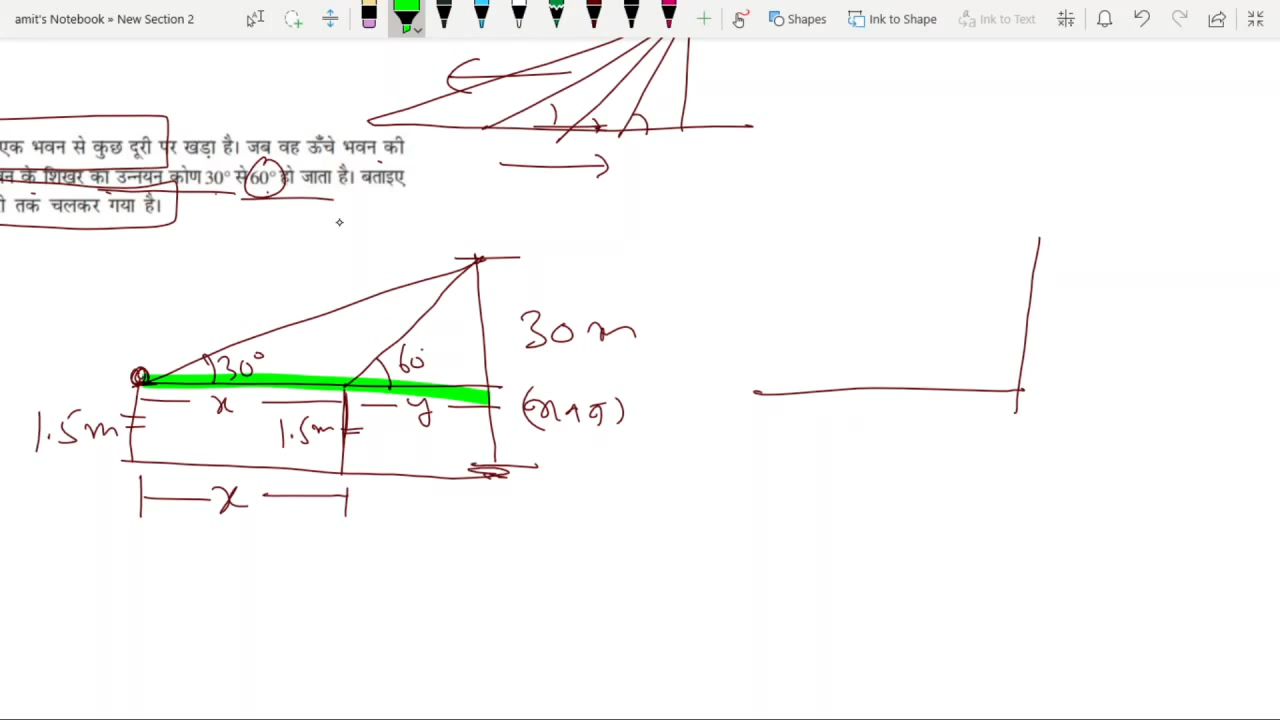 amit's Notebook » New Section 2
Shapes
Ink to Shape
Ink to Text
एक भवन से कुछ दूरी पर खड़ा है। जब वह ऊँचे भवन की
के शिखर का उन्नयन कोण 30° से 60° हो जाता है। बताइए
तक चलकर गया है।
30 m
30°
60°
x
y
1.5m
1.5m
x